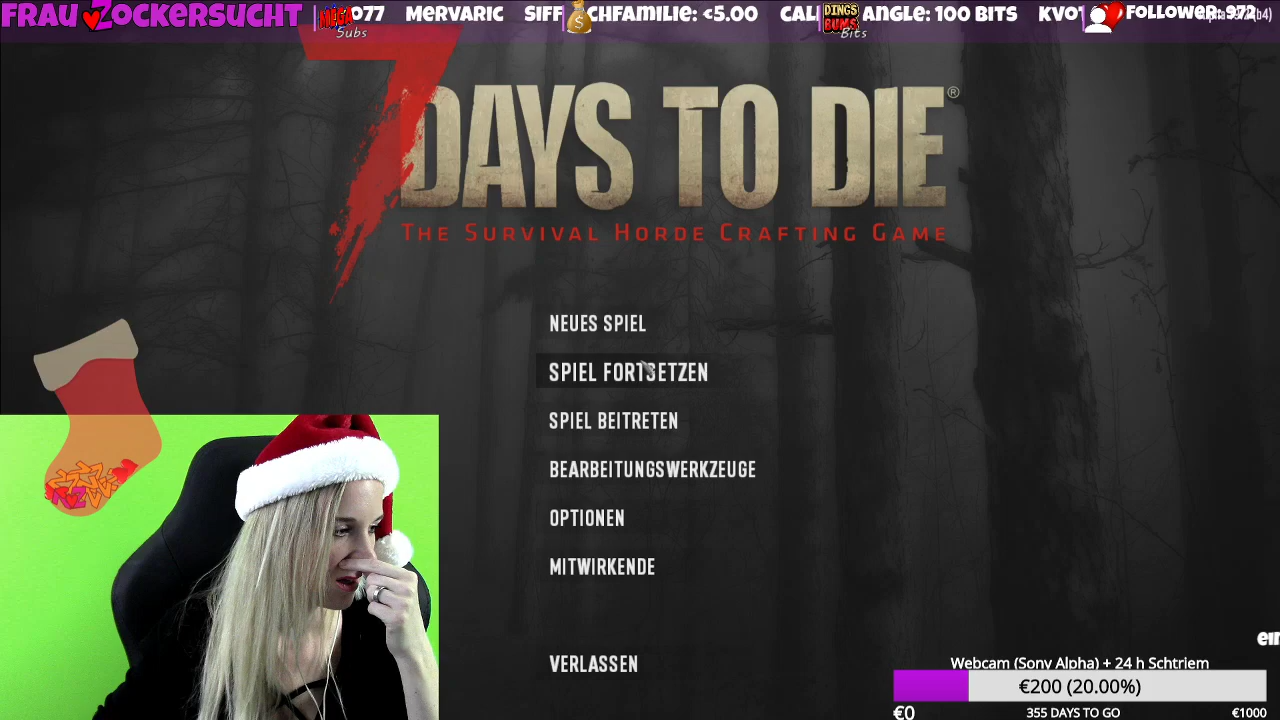 Frau Zockersucht
MEGA
077 Mervaric Siff
Subs
chfamilie: €5.00 Cal
DINGS BUMS
angle: 100 Bits Kvo
Bits
Follower: 972
7 DAYS TO DIE®
The Survival Horde Crafting Game
NEUES SPIEL
SPIEL FORTSETZEN
SPIEL BEITRETEN
BEARBEITUNGSWERKZEUGE
OPTIONEN
MITWIRKENDE
VERLASSEN
ein
Webcam (Sony Alpha) + 24 h Schtriem
€200 (20.00%)
€0 355 DAYS TO GO €1000